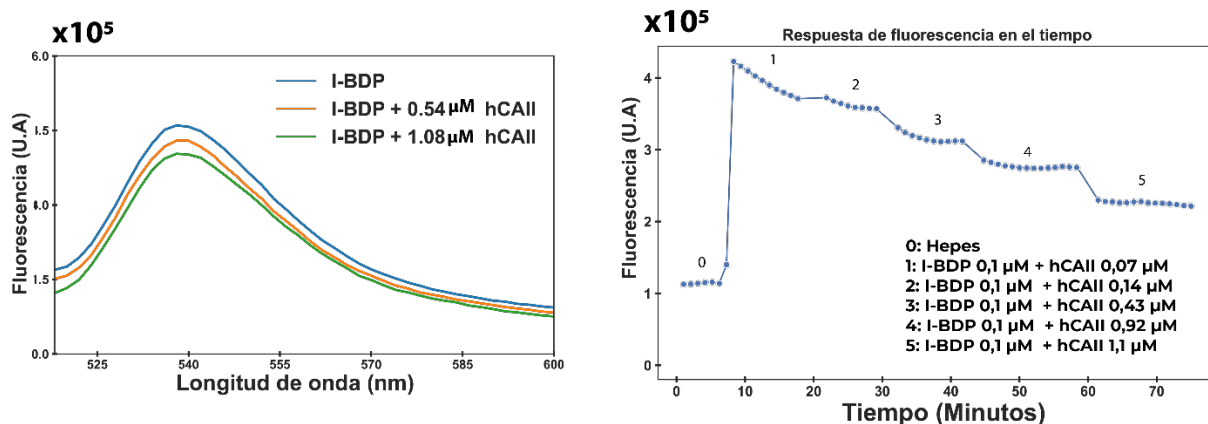 x10⁵
6.0
1.5
3.0
1.5
0.0
Fluorescencia (U.A)
I-BDP
I-BDP + 0.54 µM hCAII
I-BDP + 1.08µM hCAII
525 540 555 570 585 600
Longitud de onda (nm)
x10⁵
Respuesta de fluorescencia en el tiempo
4
3
2
1
0
Fluorescencia (U.A)
0
1
2
3
4
5
0: Hepes
1: I-BDP 0,1 µM + hCAII 0,07 µM
2: I-BDP 0,1 µM + hCAII 0,14 µM
3: I-BDP 0,1 µM + hCAII 0,43 µM
4: I-BDP 0,1 µM + hCAII 0,92 µM
5: I-BDP 0,1 µM + hCAII 1,1 µM
0 10 20 30 40 50 60 70
Tiempo (Minutos)